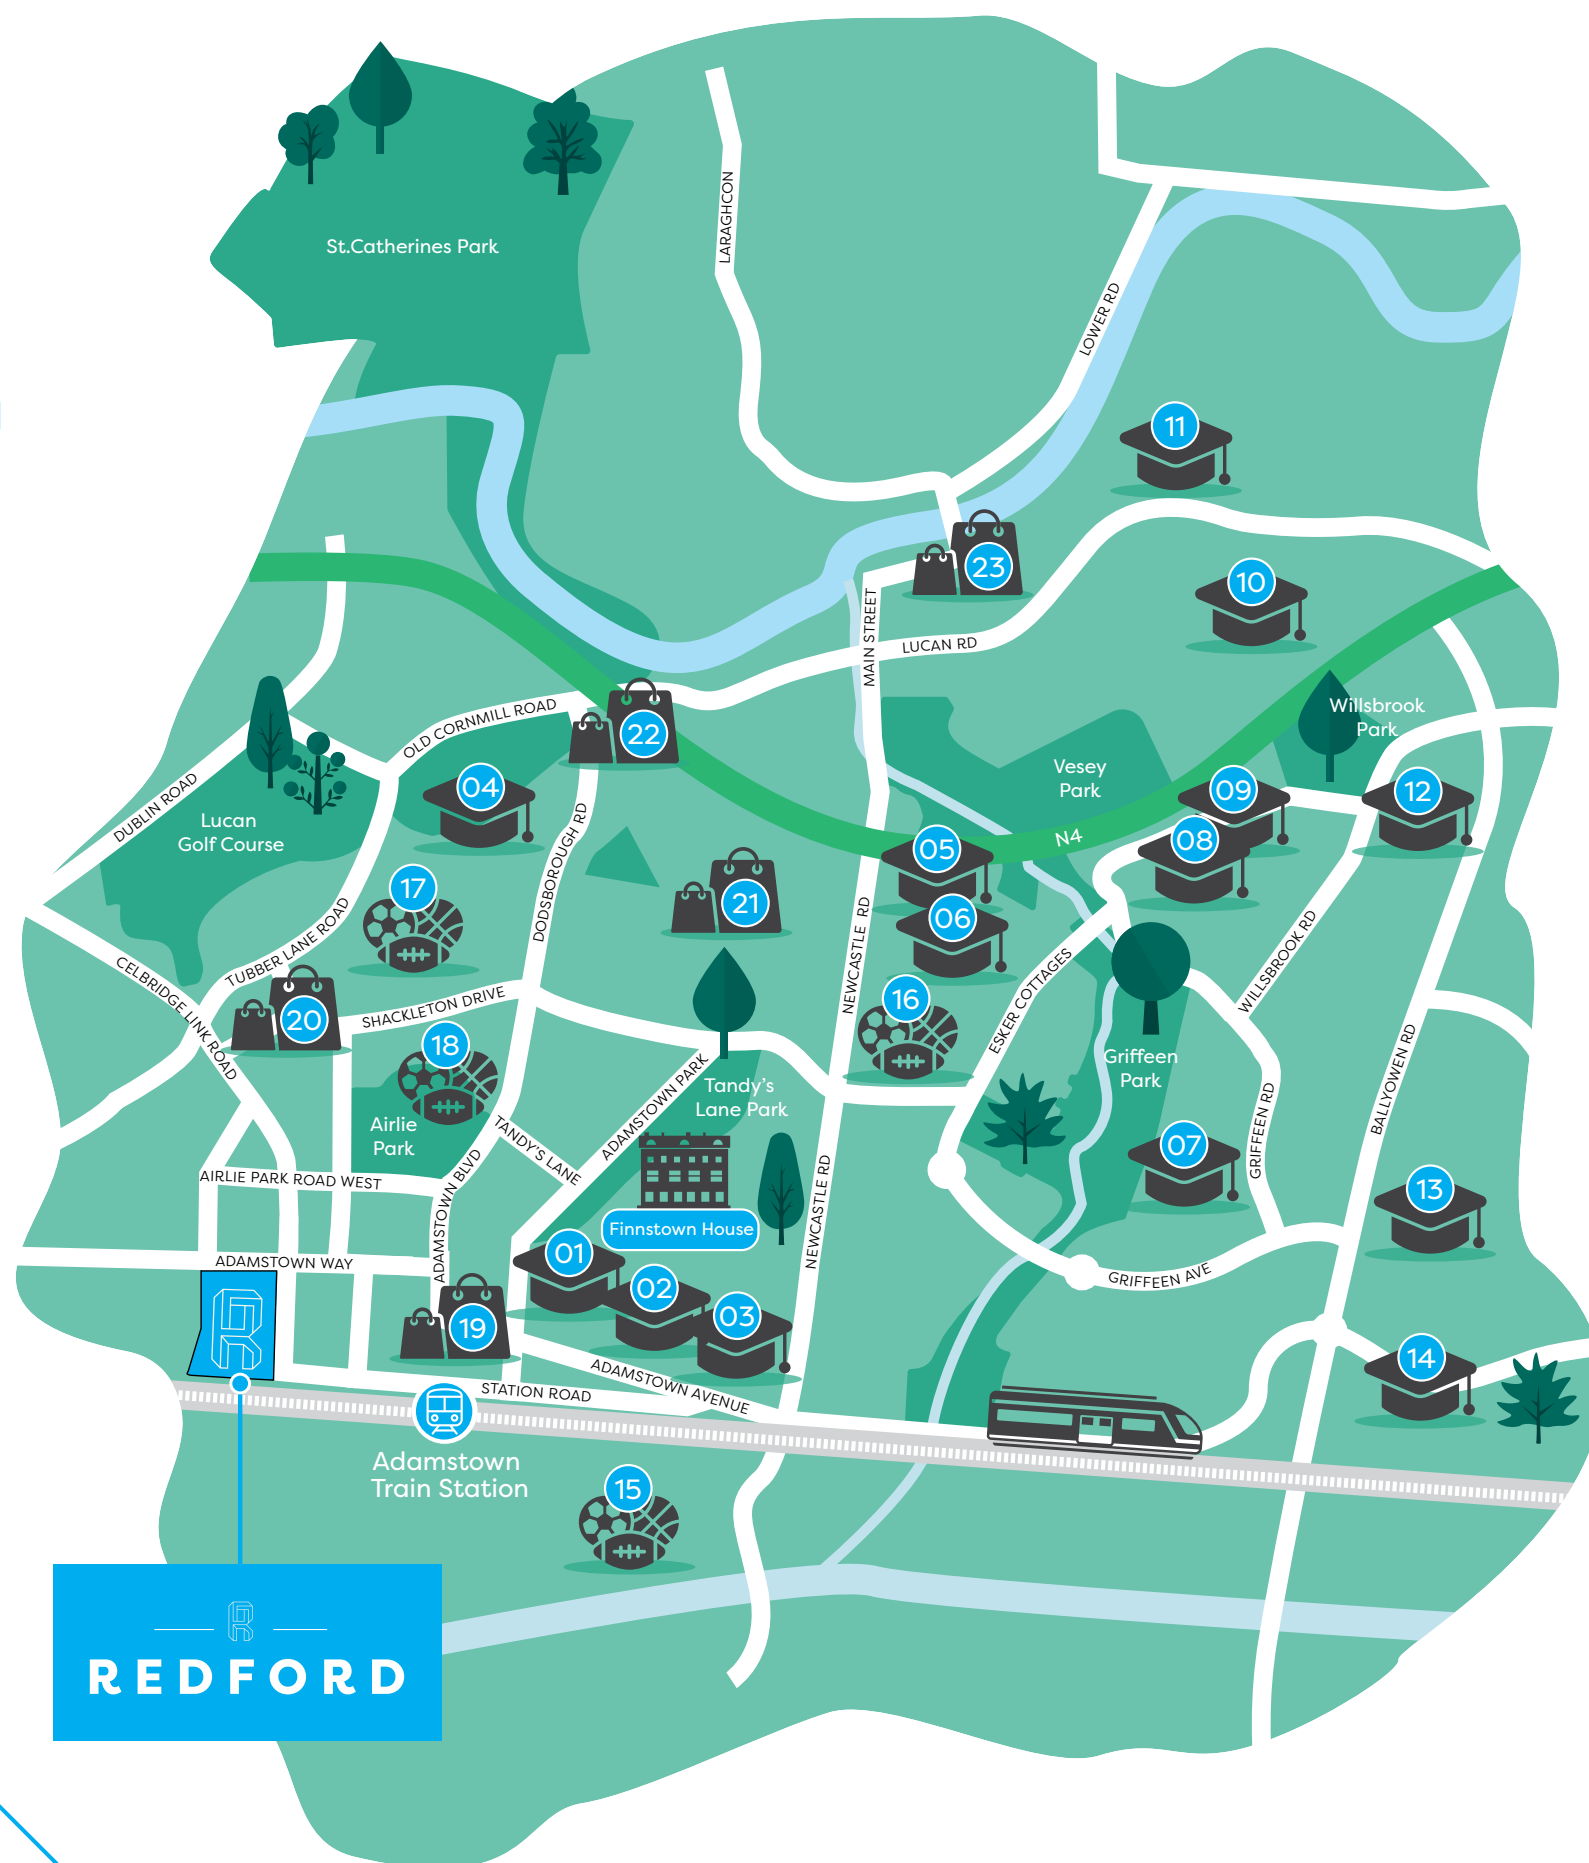 St.Catherines Park
LARAGHCON
LOWER RD
11
23
10
MAIN STREET
LUCAN RD
OLD CORNMILL ROAD
22
Willsbrook
Park
Vesey
Park
04
09
12
DUBLIN ROAD
Lucan
Golf Course
DODSBOROUGH RD
05
N4
08
17
21
06
TUBBER LANE ROAD
NEWCASTLE RD
WILLSBROOK RD
CELBRIDGE LINK ROAD
20
SHACKLETON DRIVE
16
ESKER COTTAGES
18
Griffeen
Park
BALLYOWEN RD
Tandy's
Lane Park
ADAMSTOWN PARK
Airlie
Park
TANDY'S LANE
GRIFFEEN RD
07
AIRLIE PARK ROAD WEST
ADAMSTOWN BLVD
13
NEWCASTLE RD
Finnstown House
01
ADAMSTOWN WAY
GRIFFEEN AVE
02
03
R
19
14
ADAMSTOWN AVENUE
STATION ROAD
Adamstown
Train Station
15
R
REDFORD